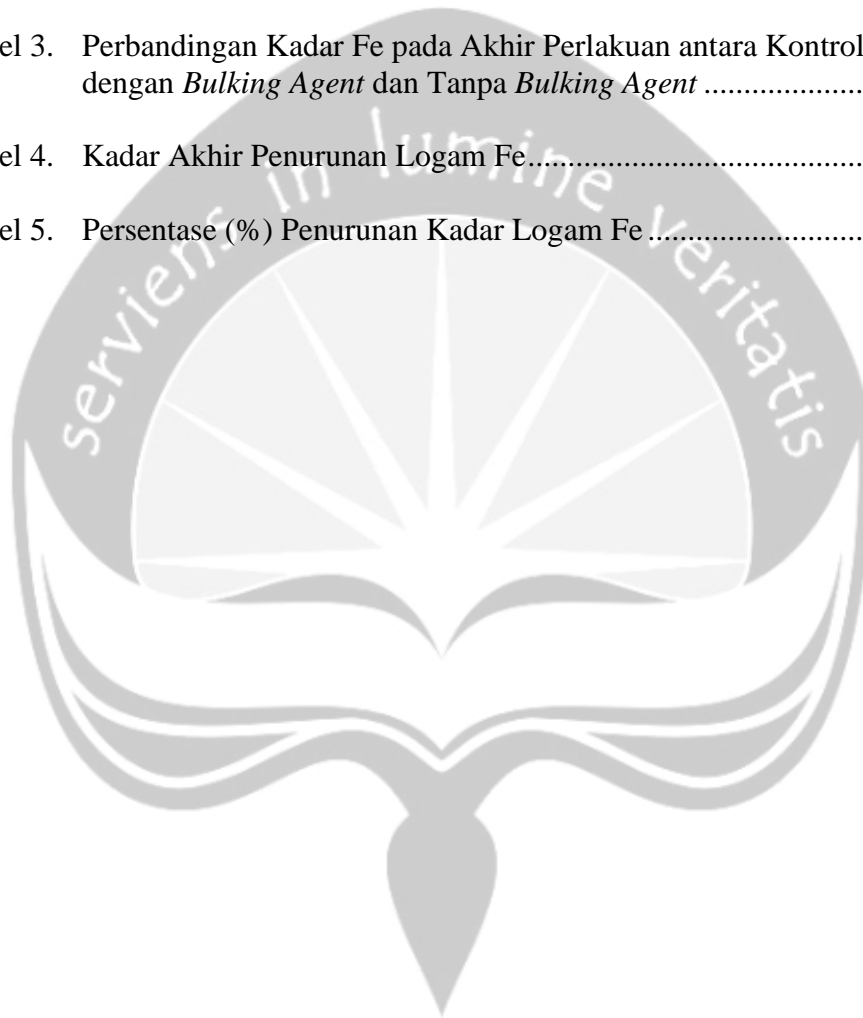 el 3. Perbandingan Kadar Fe pada Akhir Perlakuan antara Kontrol
dengan Bulking Agent dan Tanpa Bulking Agent ....................
el 4. Kadar Akhir Penurunan Logam Fe..........................................
el 5. Persentase (%) Penurunan Kadar Logam Fe ..........................
serviens in lumine veritatis